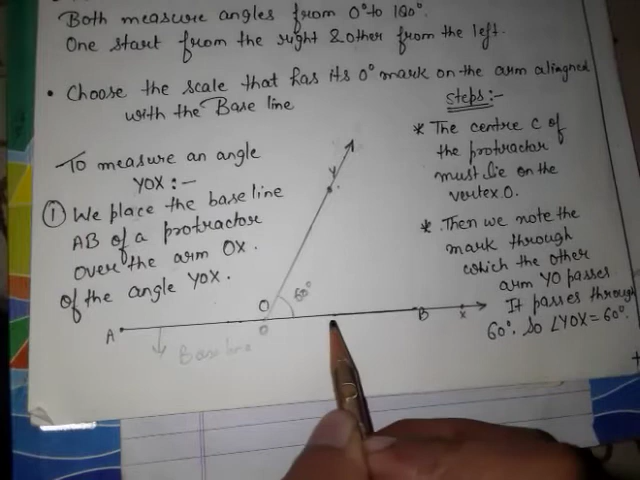 Both measure angles from 0° to 180°.
One start from the right & other from the left.
• Choose the scale that has its 0° mark on the arm alingned
with the Base line
To measure an angle
YOX :-
① We place the base line
AB of a protractor
over the arm OX.
of the angle YOX.
Steps:-
* The centre C of
the protractor
must lie on the
vertex O.
* Then we note the
mark through
which the other
arm YO passes
It passes through
60°. So ∠YOX = 60°.
Y
O
60°
A
O
B
X
Base line